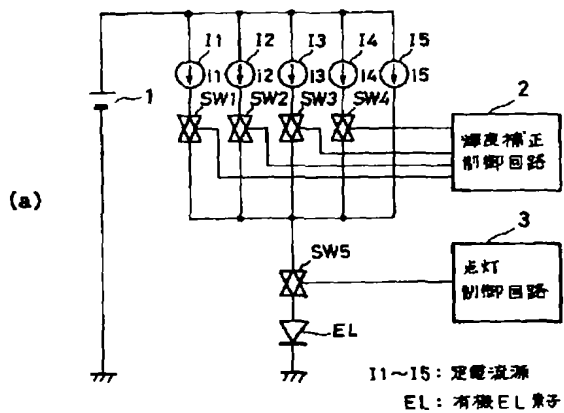 I1 I2 I3 I4 I5
i1 i2 i3 i4 i5
SW1 SW2 SW3 SW4
1
2
輝度補正
制御回路
(a)
3
SW5
点灯
制御回路
EL
I1~I5: 定電流源
EL: 有機EL素子